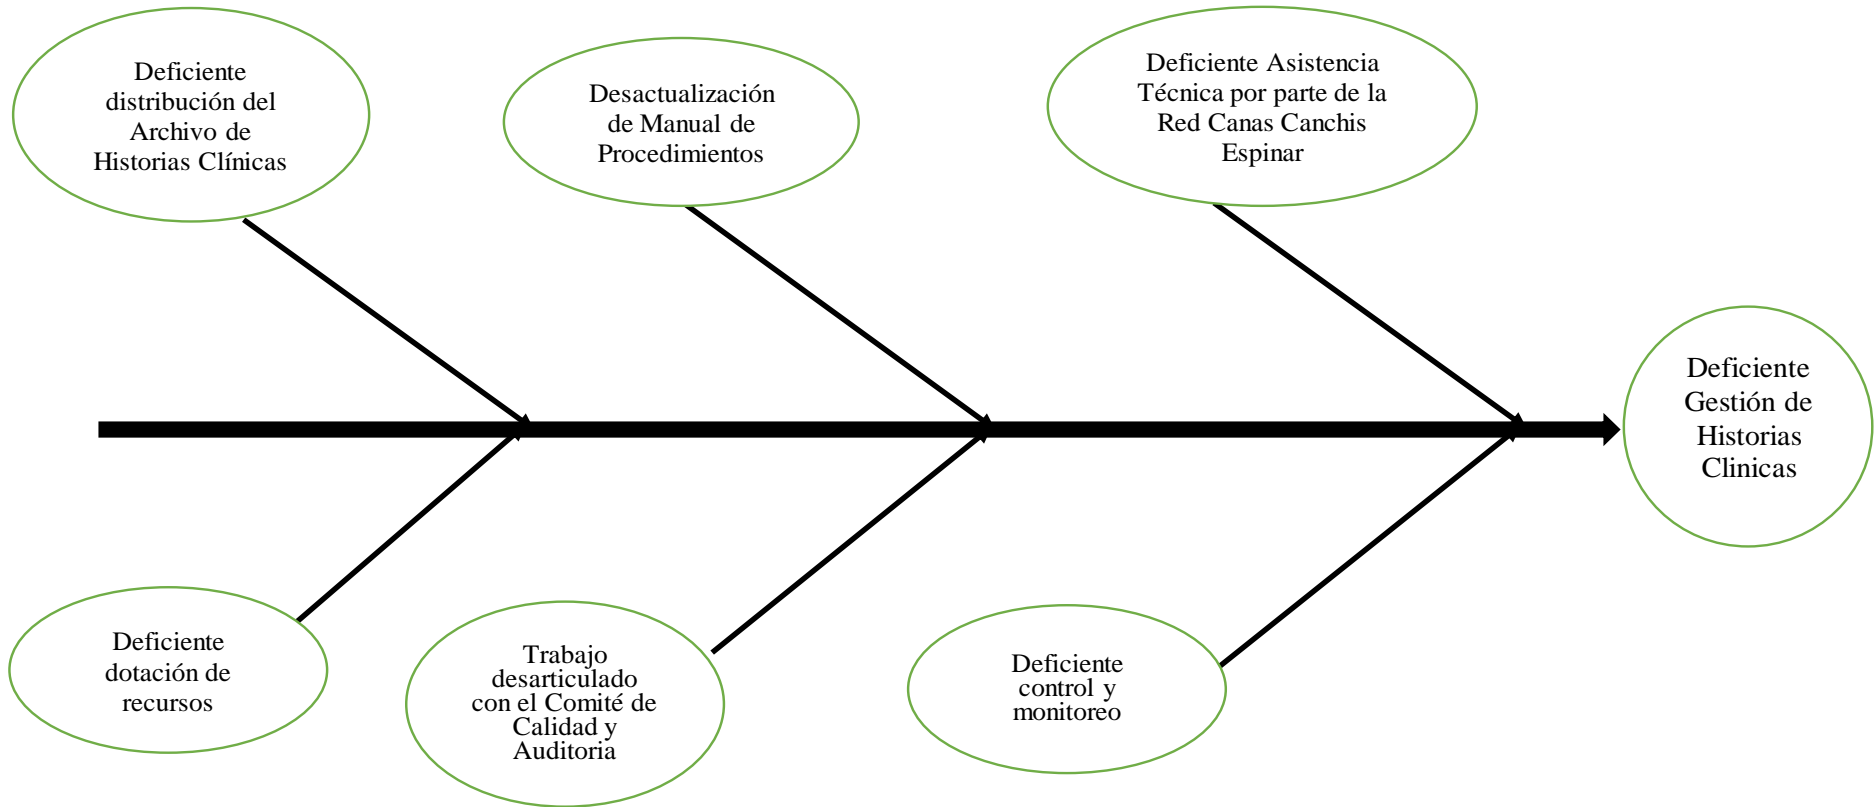 Deficiente
distribución del
Archivo de
Historias Clínicas
Desactualización
de Manual de
Procedimientos
Deficiente Asistencia
Técnica por parte de la
Red Canas Canchis
Espinar
Deficiente
Gestión de
Historias
Clinicas
Deficiente
dotación de
recursos
Trabajo
desarticulado
con el Comité de
Calidad y
Auditoria
Deficiente
control y
monitoreo